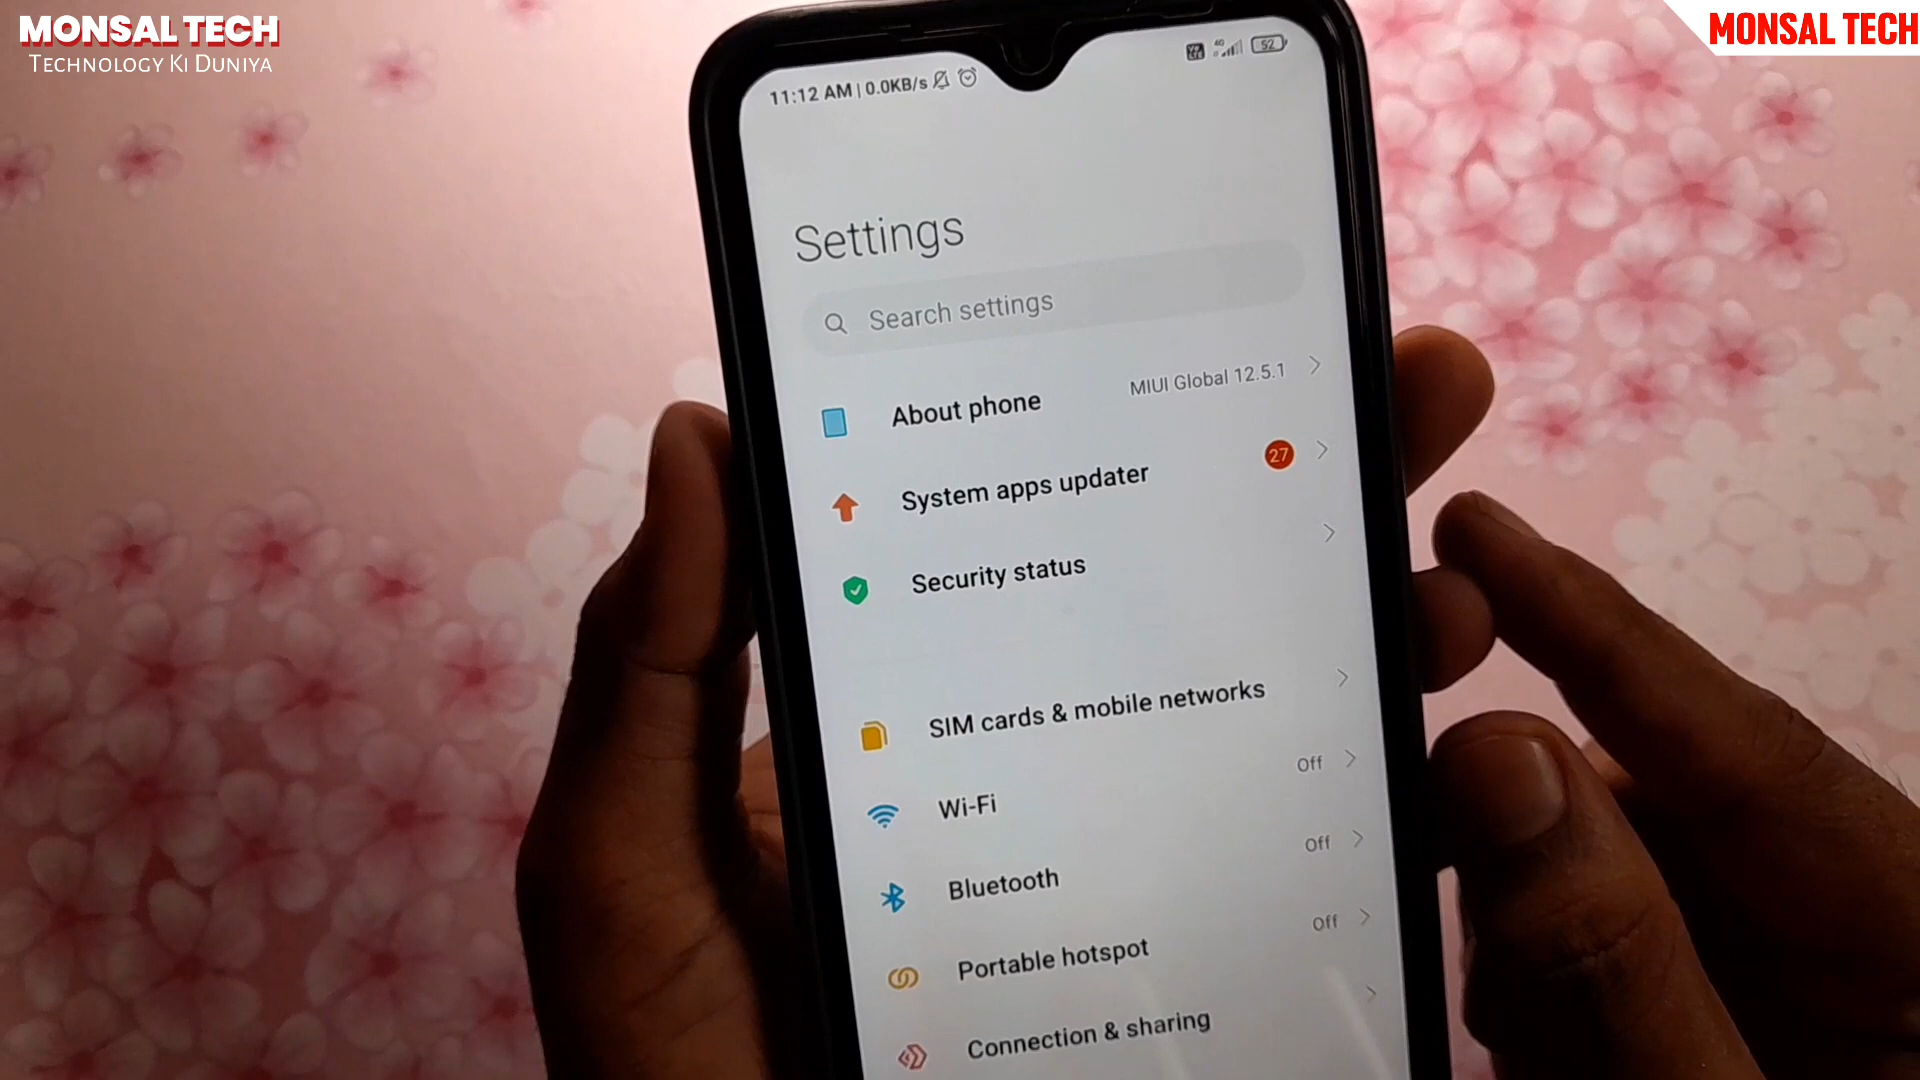 MONSAL TECH
TECHNOLOGY KI DUNIYA
MONSAL TECH
11:12 AM | 0.0KB/s
4G
52
Settings
Search settings
About phone
MIUI Global 12.5.1
System apps updater
27
Security status
SIM cards & mobile networks
Wi-Fi
Off
Bluetooth
Off
Portable hotspot
Off
Connection & sharing